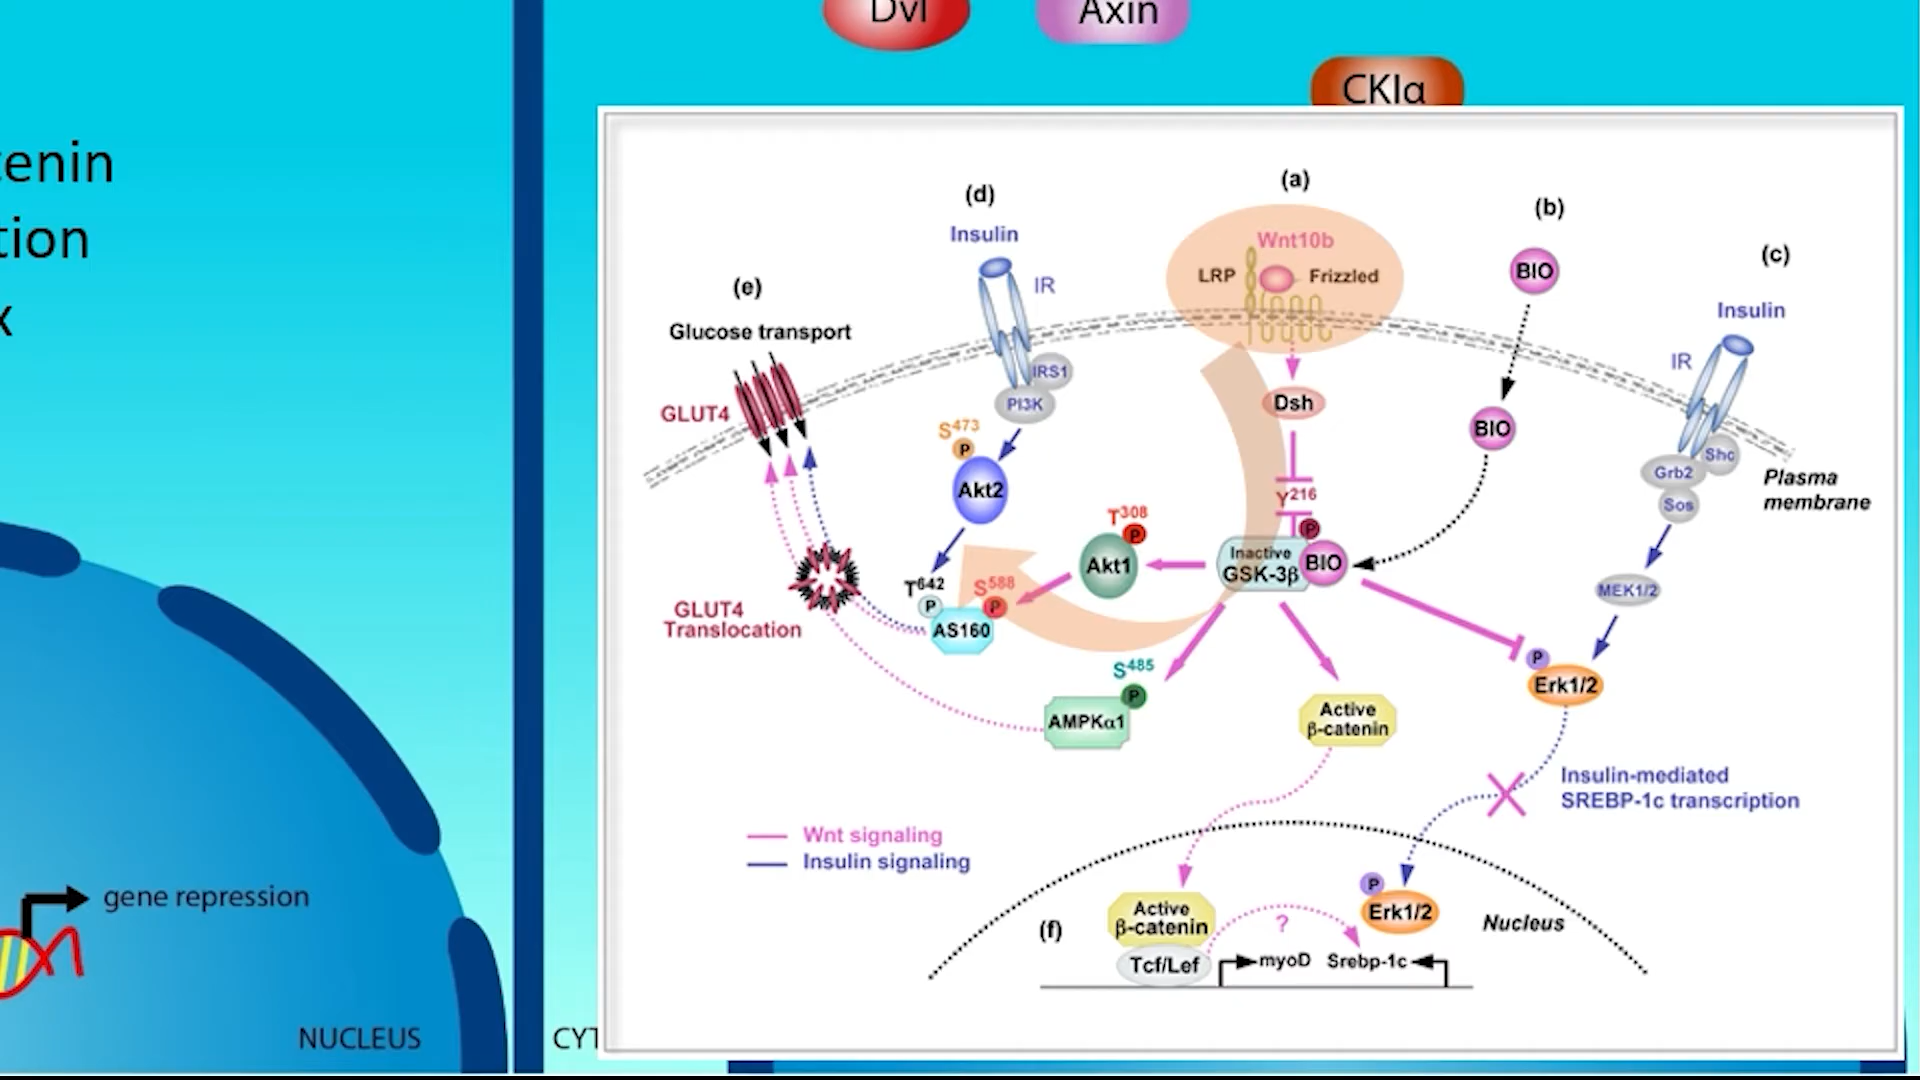 Dvl
Axin
CKIα
tion
x
gene repression
NUCLEUS
(a)
(d)
(b)
Insulin
Wnt10b
(c)
LRP
Frizzled
BIO
IR
(e)
Insulin
Glucose transport
IR
IRS1
PI3K
Dsh
GLUT4
BIO
S473
P
Shc
Grb2
Plasma
membrane
Akt2
Y216
Sos
T308
P
P
Inactive
GSK-3β
BIO
Akt1
T642
S588
MEK1/2
P
P
GLUT4
Translocation
AS160
S485
P
P
Erk1/2
AMPKα1
Active
β-catenin
Insulin-mediated
SREBP-1c transcription
Wnt signaling
Insulin signaling
P
Erk1/2
Active
β-catenin
?
Nucleus
(f)
Tcf/Lef
myoD
Srebp-1c